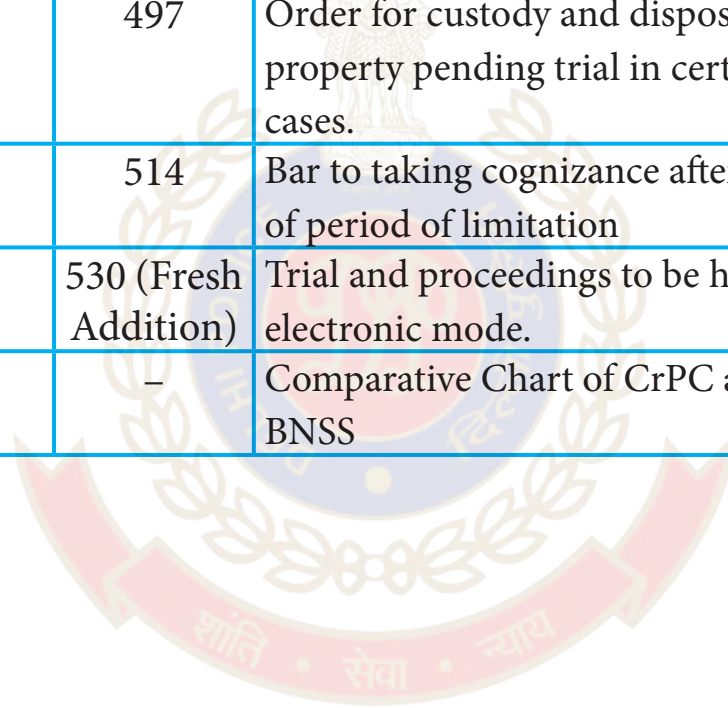 497 Order for custody and dispos
property pending trial in cert
cases.
514 Bar to taking cognizance after
of period of limitation
530 (Fresh Trial and proceedings to be h
Addition) electronic mode.
– Comparative Chart of CrPC a
BNSS
शांति • सेवा • न्याय